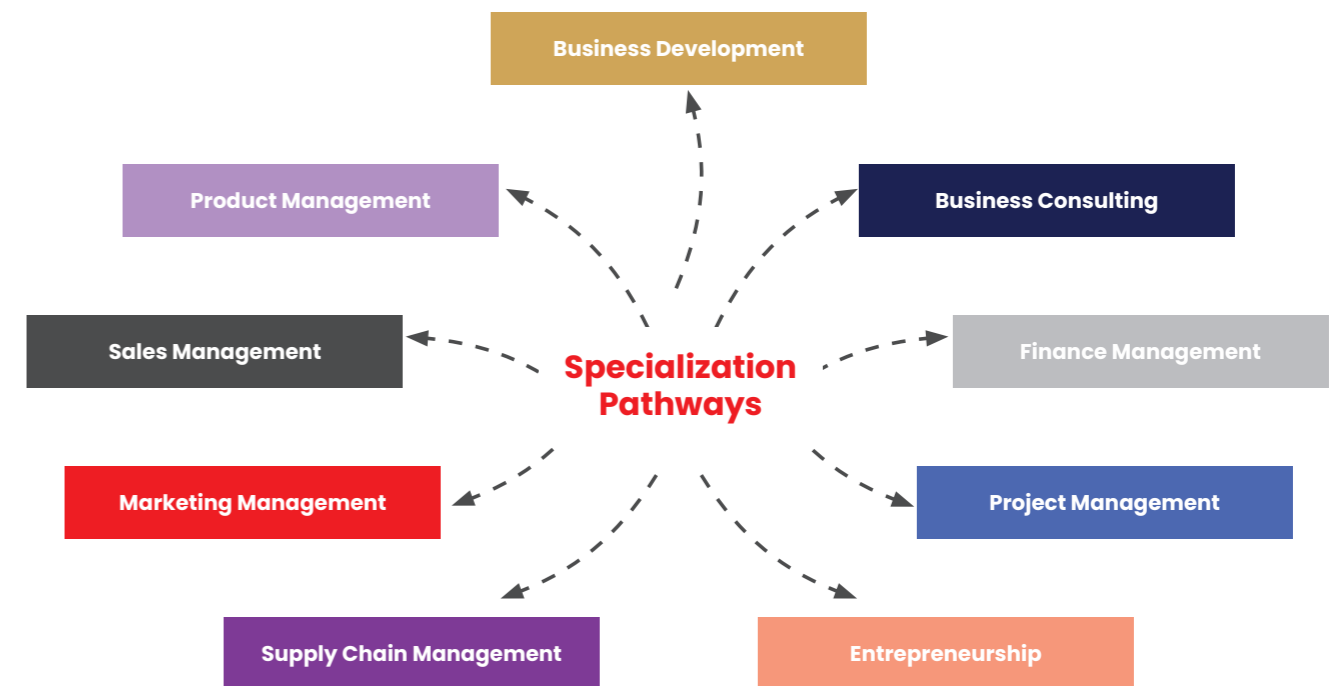 Business Development
Product Management
Business Consulting
Sales Management
Specialization
Pathways
Finance Management
Marketing Management
Project Management
Supply Chain Management
Entrepreneurship